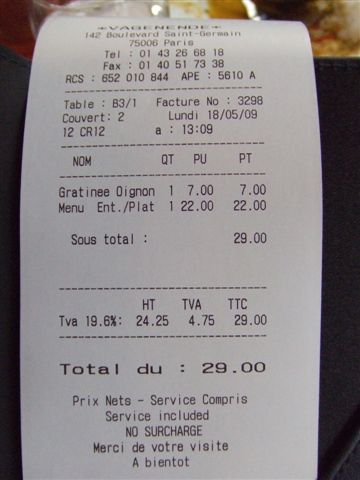 *VAGENENDE*
142 Boulevard Saint-Germain
75006 Paris
Tel : 01 43 26 68 18
Fax : 01 40 51 73 38
RCS : 652 010 844 APE : 5610 A
Table : B3/1 Facture No : 3298
Couvert: 2 Lundi 18/05/09
12 CR12 a : 13:09
NOM QT PU PT
Gratinee Oignon 1 7.00 7.00
Menu Ent./Plat 1 22.00 22.00
Sous total : 29.00
HT TVA TTC
Tva 19.6%: 24.25 4.75 29.00
Total du : 29.00
Prix Nets - Service Compris
Service included
NO SURCHARGE
Merci de votre visite
A bientot